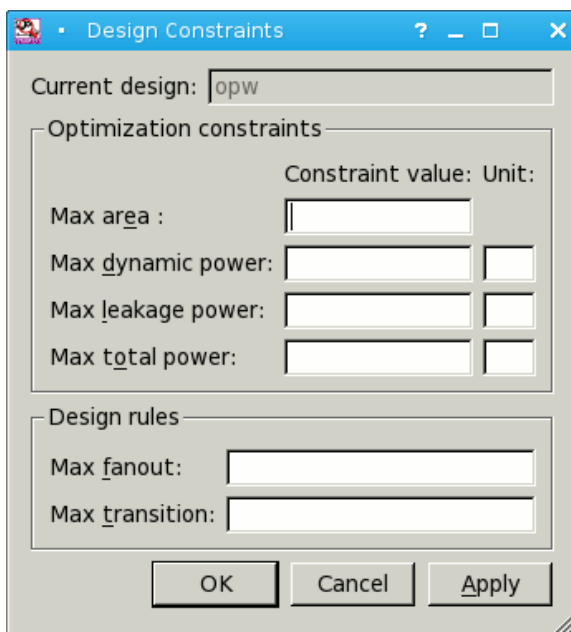 Design Constraints
Current design: opw
Optimization constraints
Constraint value: Unit:
Max area :
Max dynamic power:
Max leakage power:
Max total power:
Design rules
Max fanout:
Max transition:
OK Cancel Apply